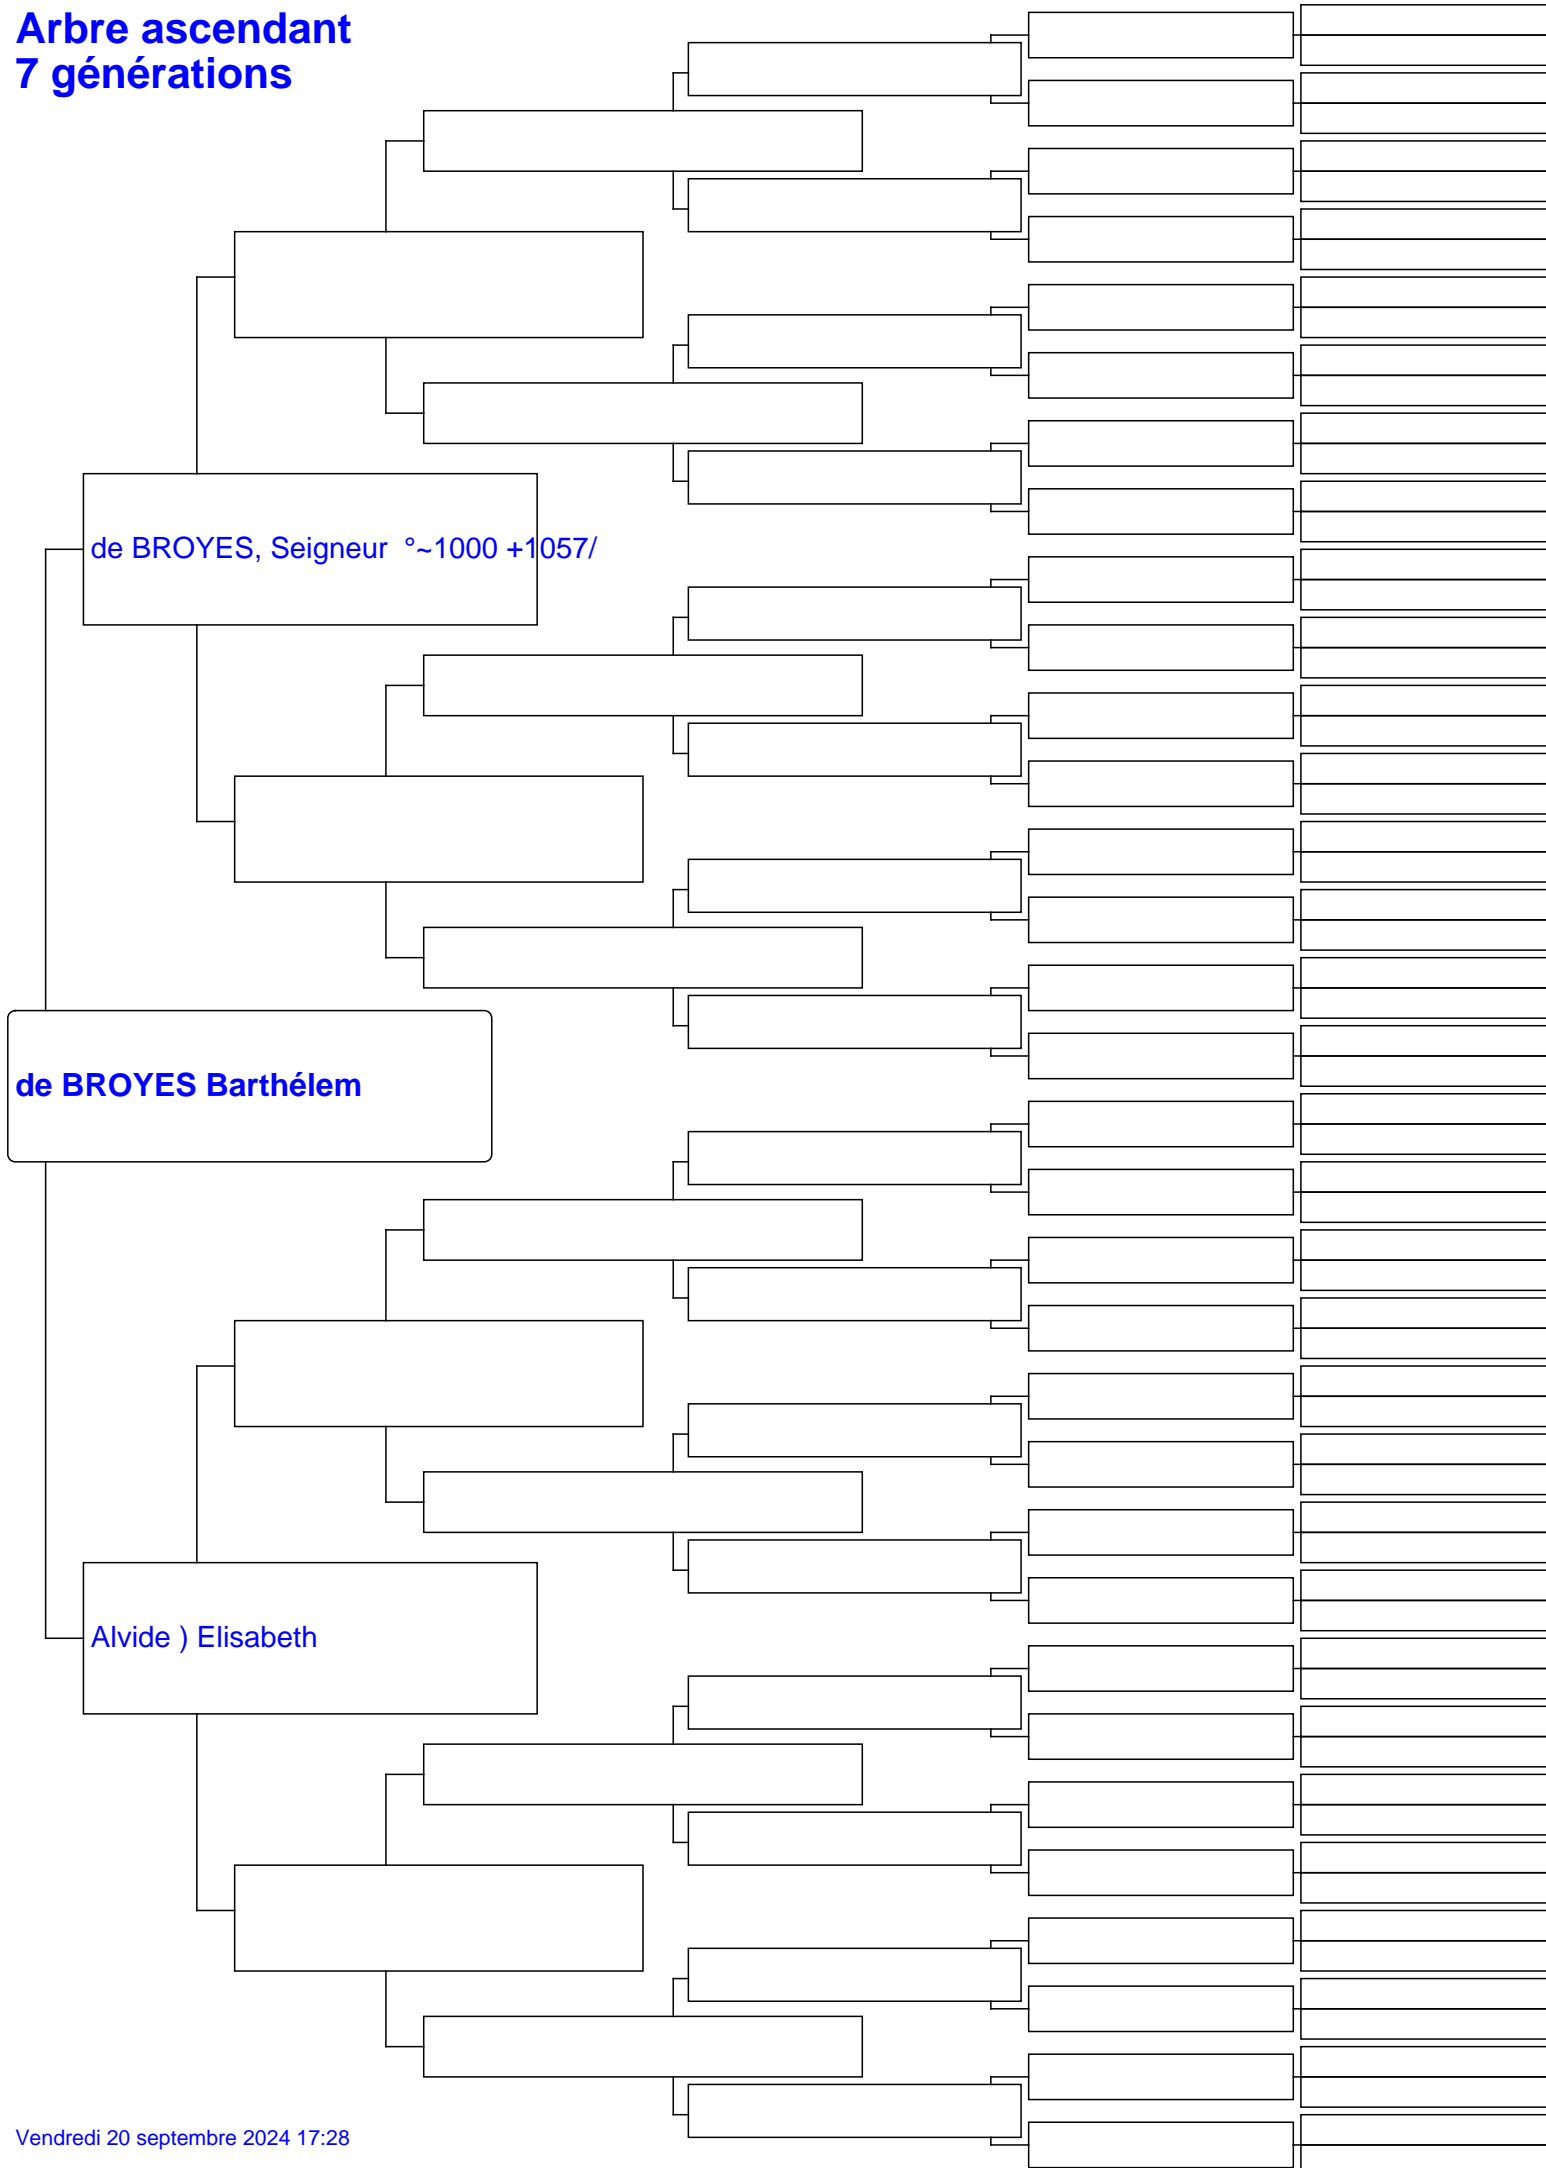 Arbre ascendant
7 générations
de BROYES, Seigneur  °~1000 +1057/
de BROYES Barthélem
Alvide ) Elisabeth
Vendredi 20 septembre 2024 17:28